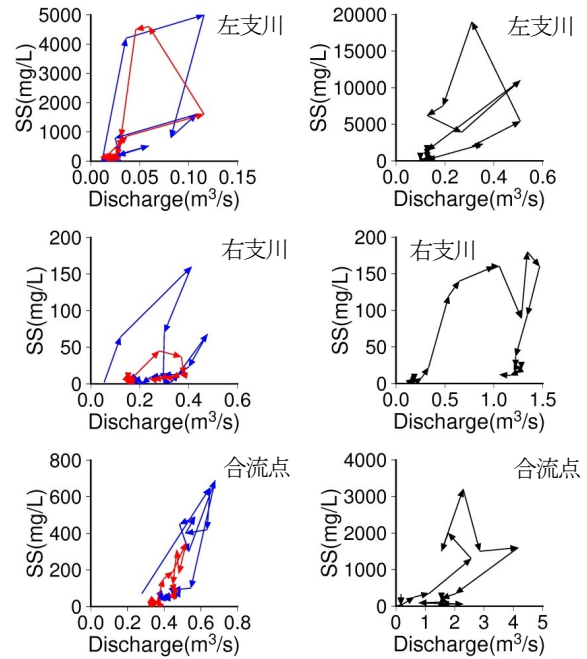 左支川
SS(mg/L)
5000
4000
3000
2000
1000
0
0.00 0.05 0.10 0.15
Discharge(m³/s)
左支川
SS(mg/L)
20000
15000
10000
5000
0
0.0 0.2 0.4 0.6
Discharge(m³/s)
右支川
SS(mg/L)
200
150
100
50
0
0.0 0.2 0.4 0.6
Discharge(m³/s)
右支川
SS(mg/L)
200
150
100
50
0
0.0 0.5 1.0 1.5
Discharge(m³/s)
合流点
SS(mg/L)
800
600
400
200
0
0.0 0.2 0.4 0.6 0.8
Discharge(m³/s)
合流点
SS(mg/L)
4000
3000
2000
1000
0
0 1 2 3 4 5
Discharge(m³/s)